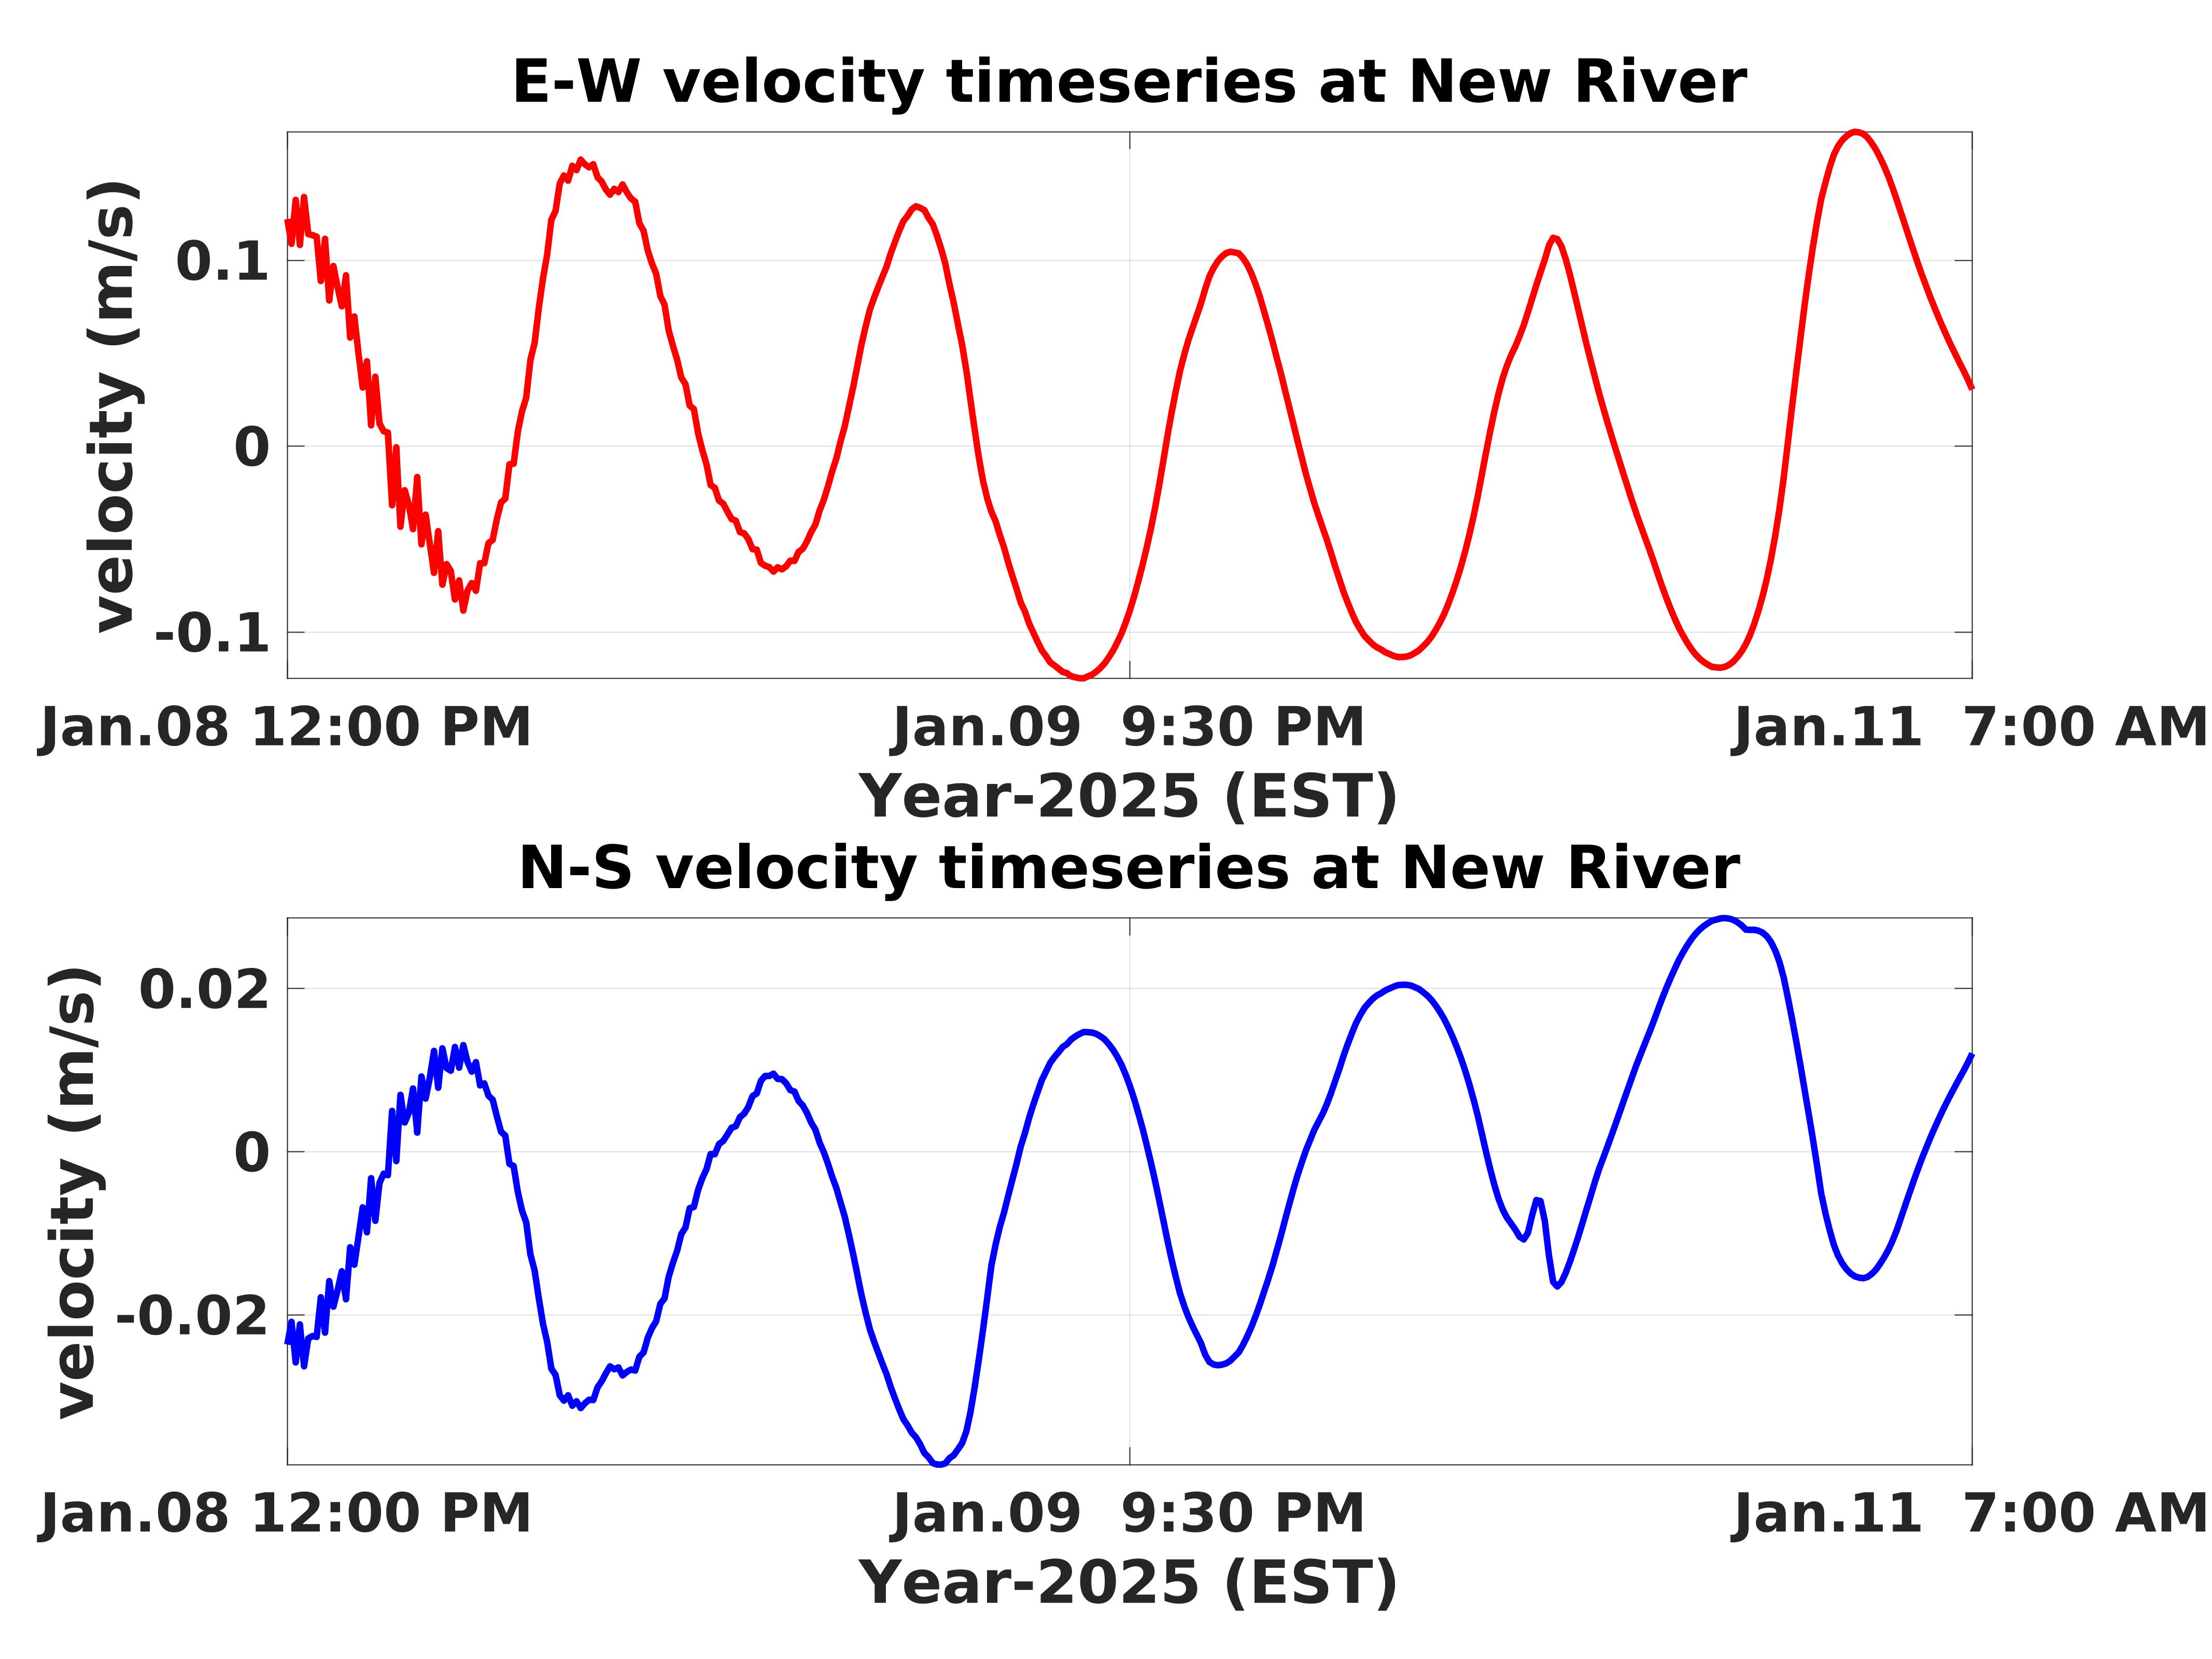 E-W velocity timeseries at New River
velocity (m/s)
0.1
0
-0.1
Jan.08 12:00 PM
Jan.09 9:30 PM
Jan.11 7:00 AM
Year-2025 (EST)
N-S velocity timeseries at New River
velocity (m/s)
0.02
0
-0.02
Jan.08 12:00 PM
Jan.09 9:30 PM
Jan.11 7:00 AM
Year-2025 (EST)